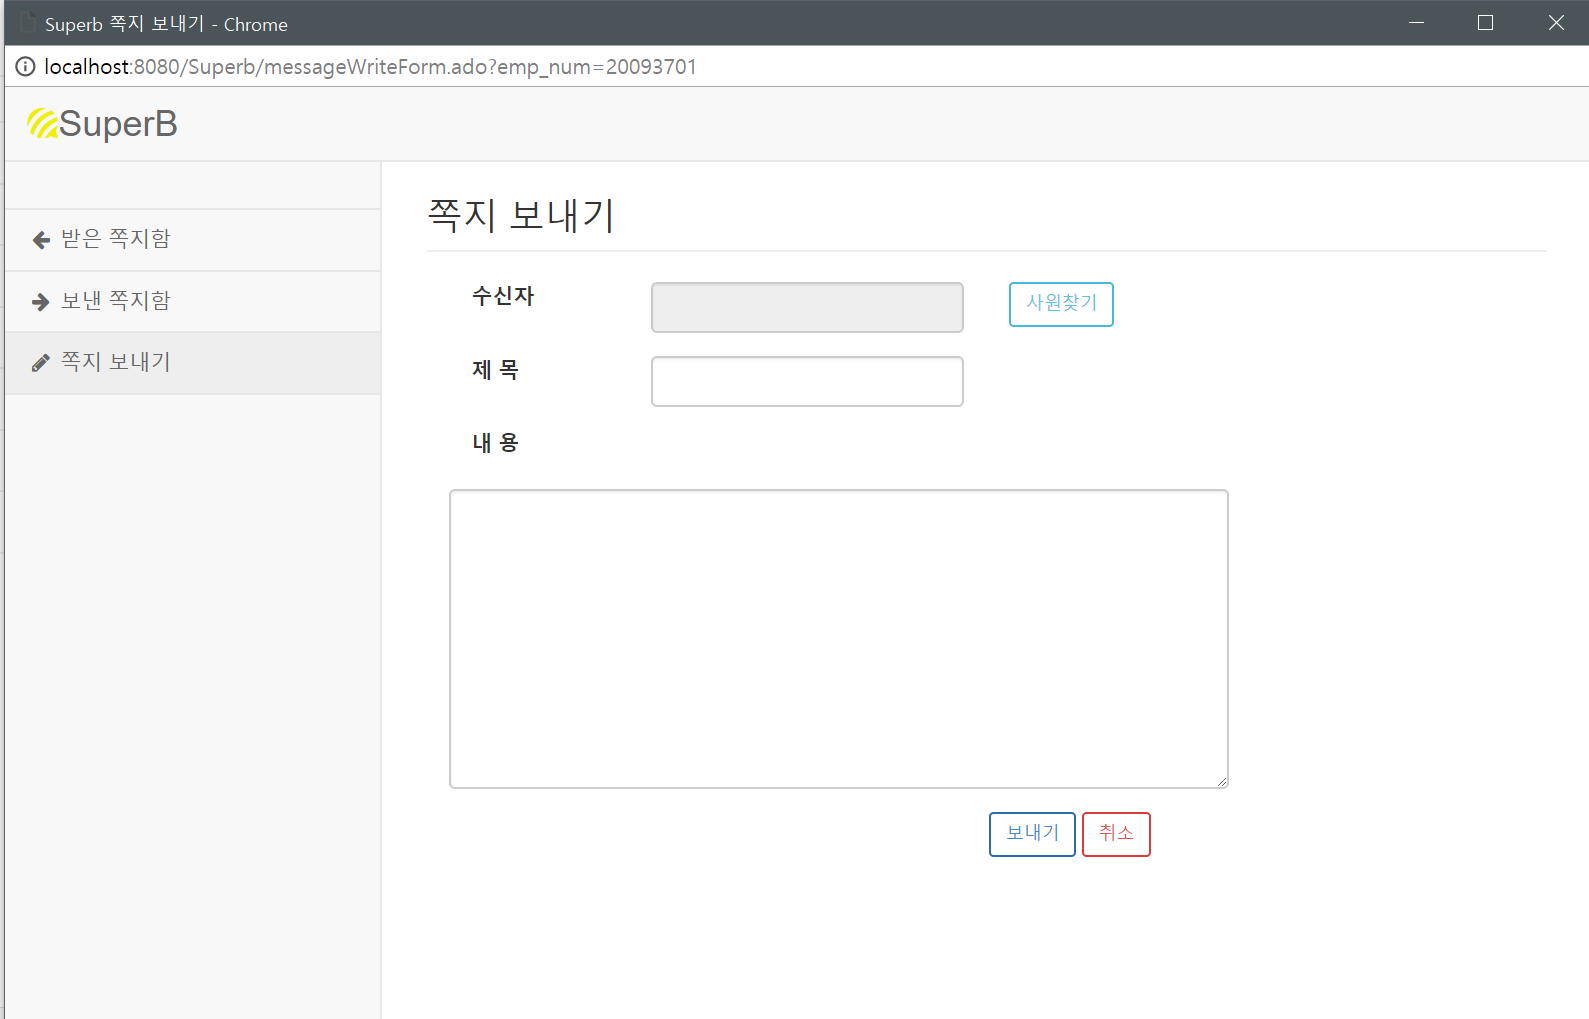 Superb 쪽지 보내기 - Chrome
localhost:8080/Superb/messageWriteForm.ado?emp_num=20093701
SuperB
받은 쪽지함
보낸 쪽지함
쪽지 보내기
쪽지 보내기
수신자
사원찾기
제 목
내 용
보내기 취소